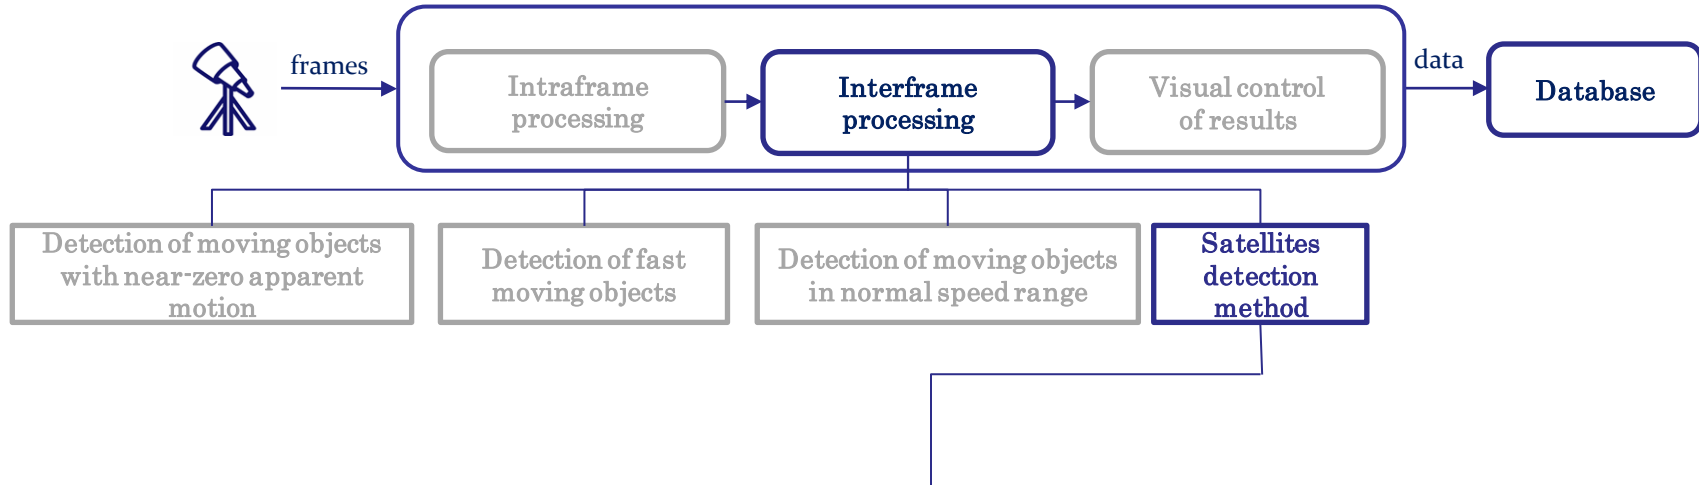 frames
Intraframe
processing
Interframe
processing
Visual control
of results
data
Database
Detection of moving objects
with near-zero apparent
motion
Detection of fast
moving objects
Detection of moving objects
in normal speed range
Satellites
detection
method